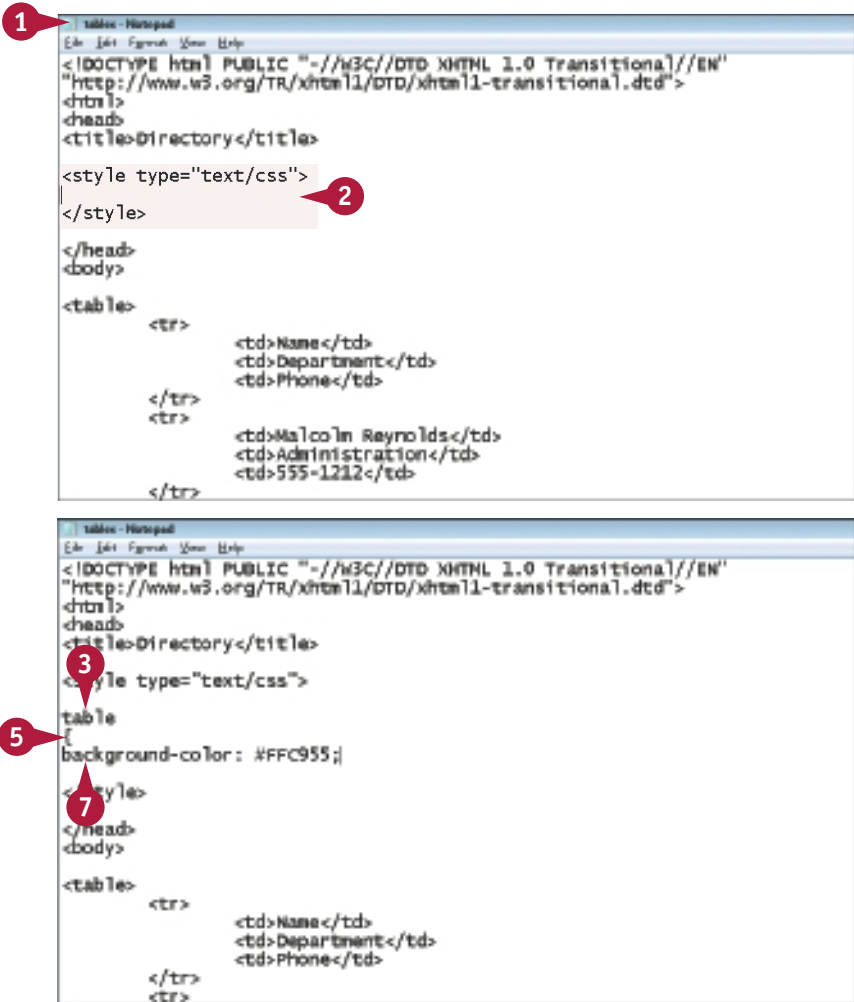 1
tables - Notepad
File Edit Format View Help
<!DOCTYPE html PUBLIC "-//W3C//DTD XHTML 1.0 Transitional//EN"
"http://www.w3.org/TR/xhtml1/DTD/xhtml1-transitional.dtd">
<html>
<head>
<title>Directory</title>
<style type="text/css">
2
</style>
</head>
<body>
<table>
<tr>
<td>Name</td>
<td>Department</td>
<td>Phone</td>
</tr>
<tr>
<td>Malcolm Reynolds</td>
<td>Administration</td>
<td>555-1212</td>
</tr>
tables - Notepad
File Edit Format View Help
<!DOCTYPE html PUBLIC "-//W3C//DTD XHTML 1.0 Transitional//EN"
"http://www.w3.org/TR/xhtml1/DTD/xhtml1-transitional.dtd">
<html>
<head>
<title>Directory</title>
3
<style type="text/css">
table
5
{
background-color: #FFC955;
</style>
7
</head>
<body>
<table>
<tr>
<td>Name</td>
<td>Department</td>
<td>Phone</td>
</tr>
<tr>